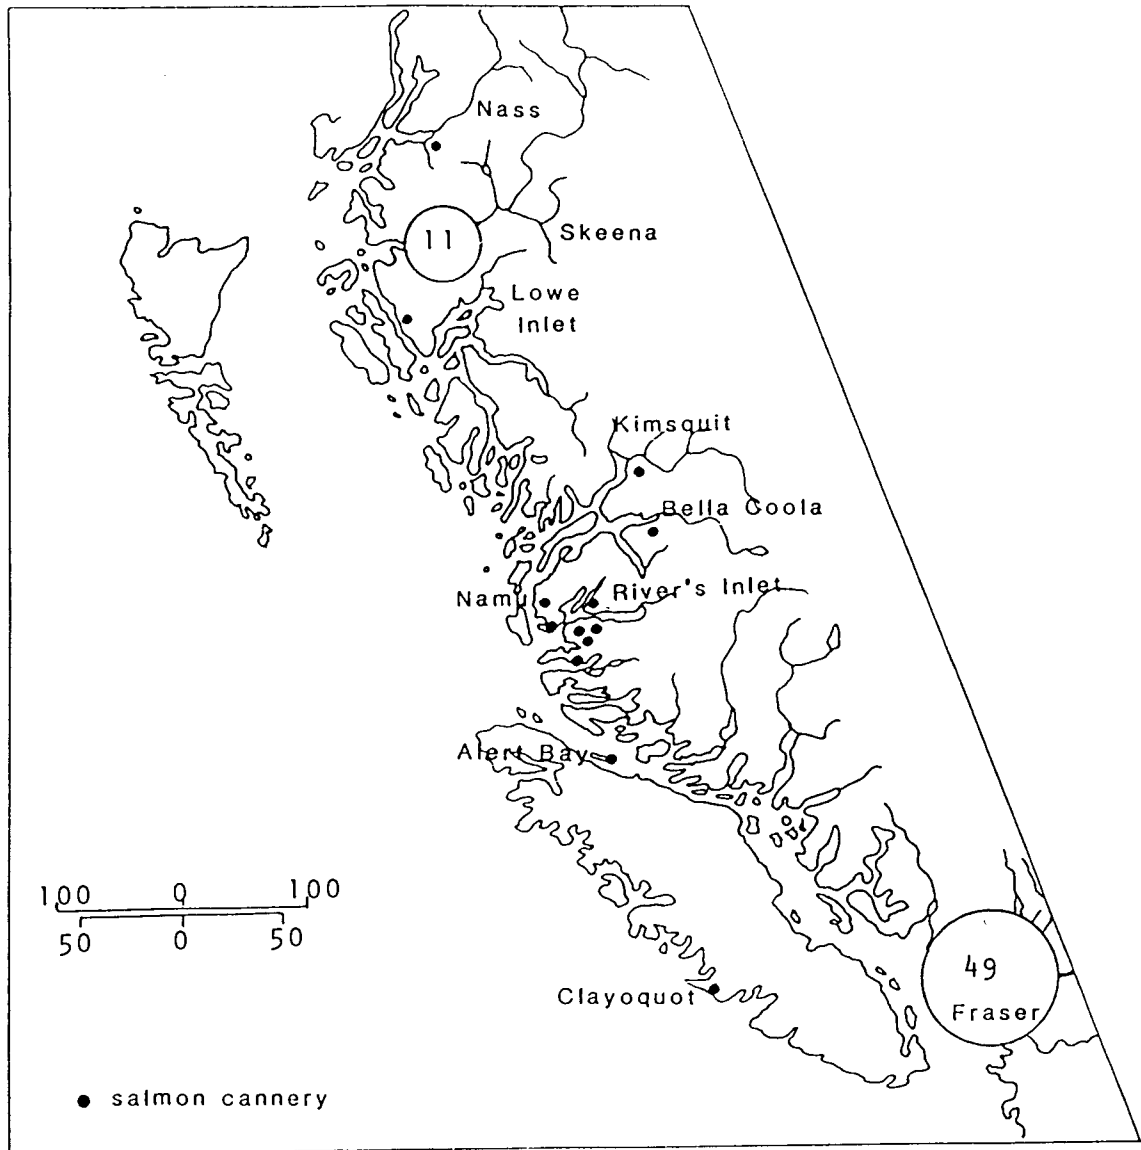 Nass
11
Skeena
Lowe
Inlet
Kimsquit
Bella Coola
Namu
River's Inlet
Alert Bay
100 0 100
50 0 50
49
Fraser
Clayoquot
salmon cannery